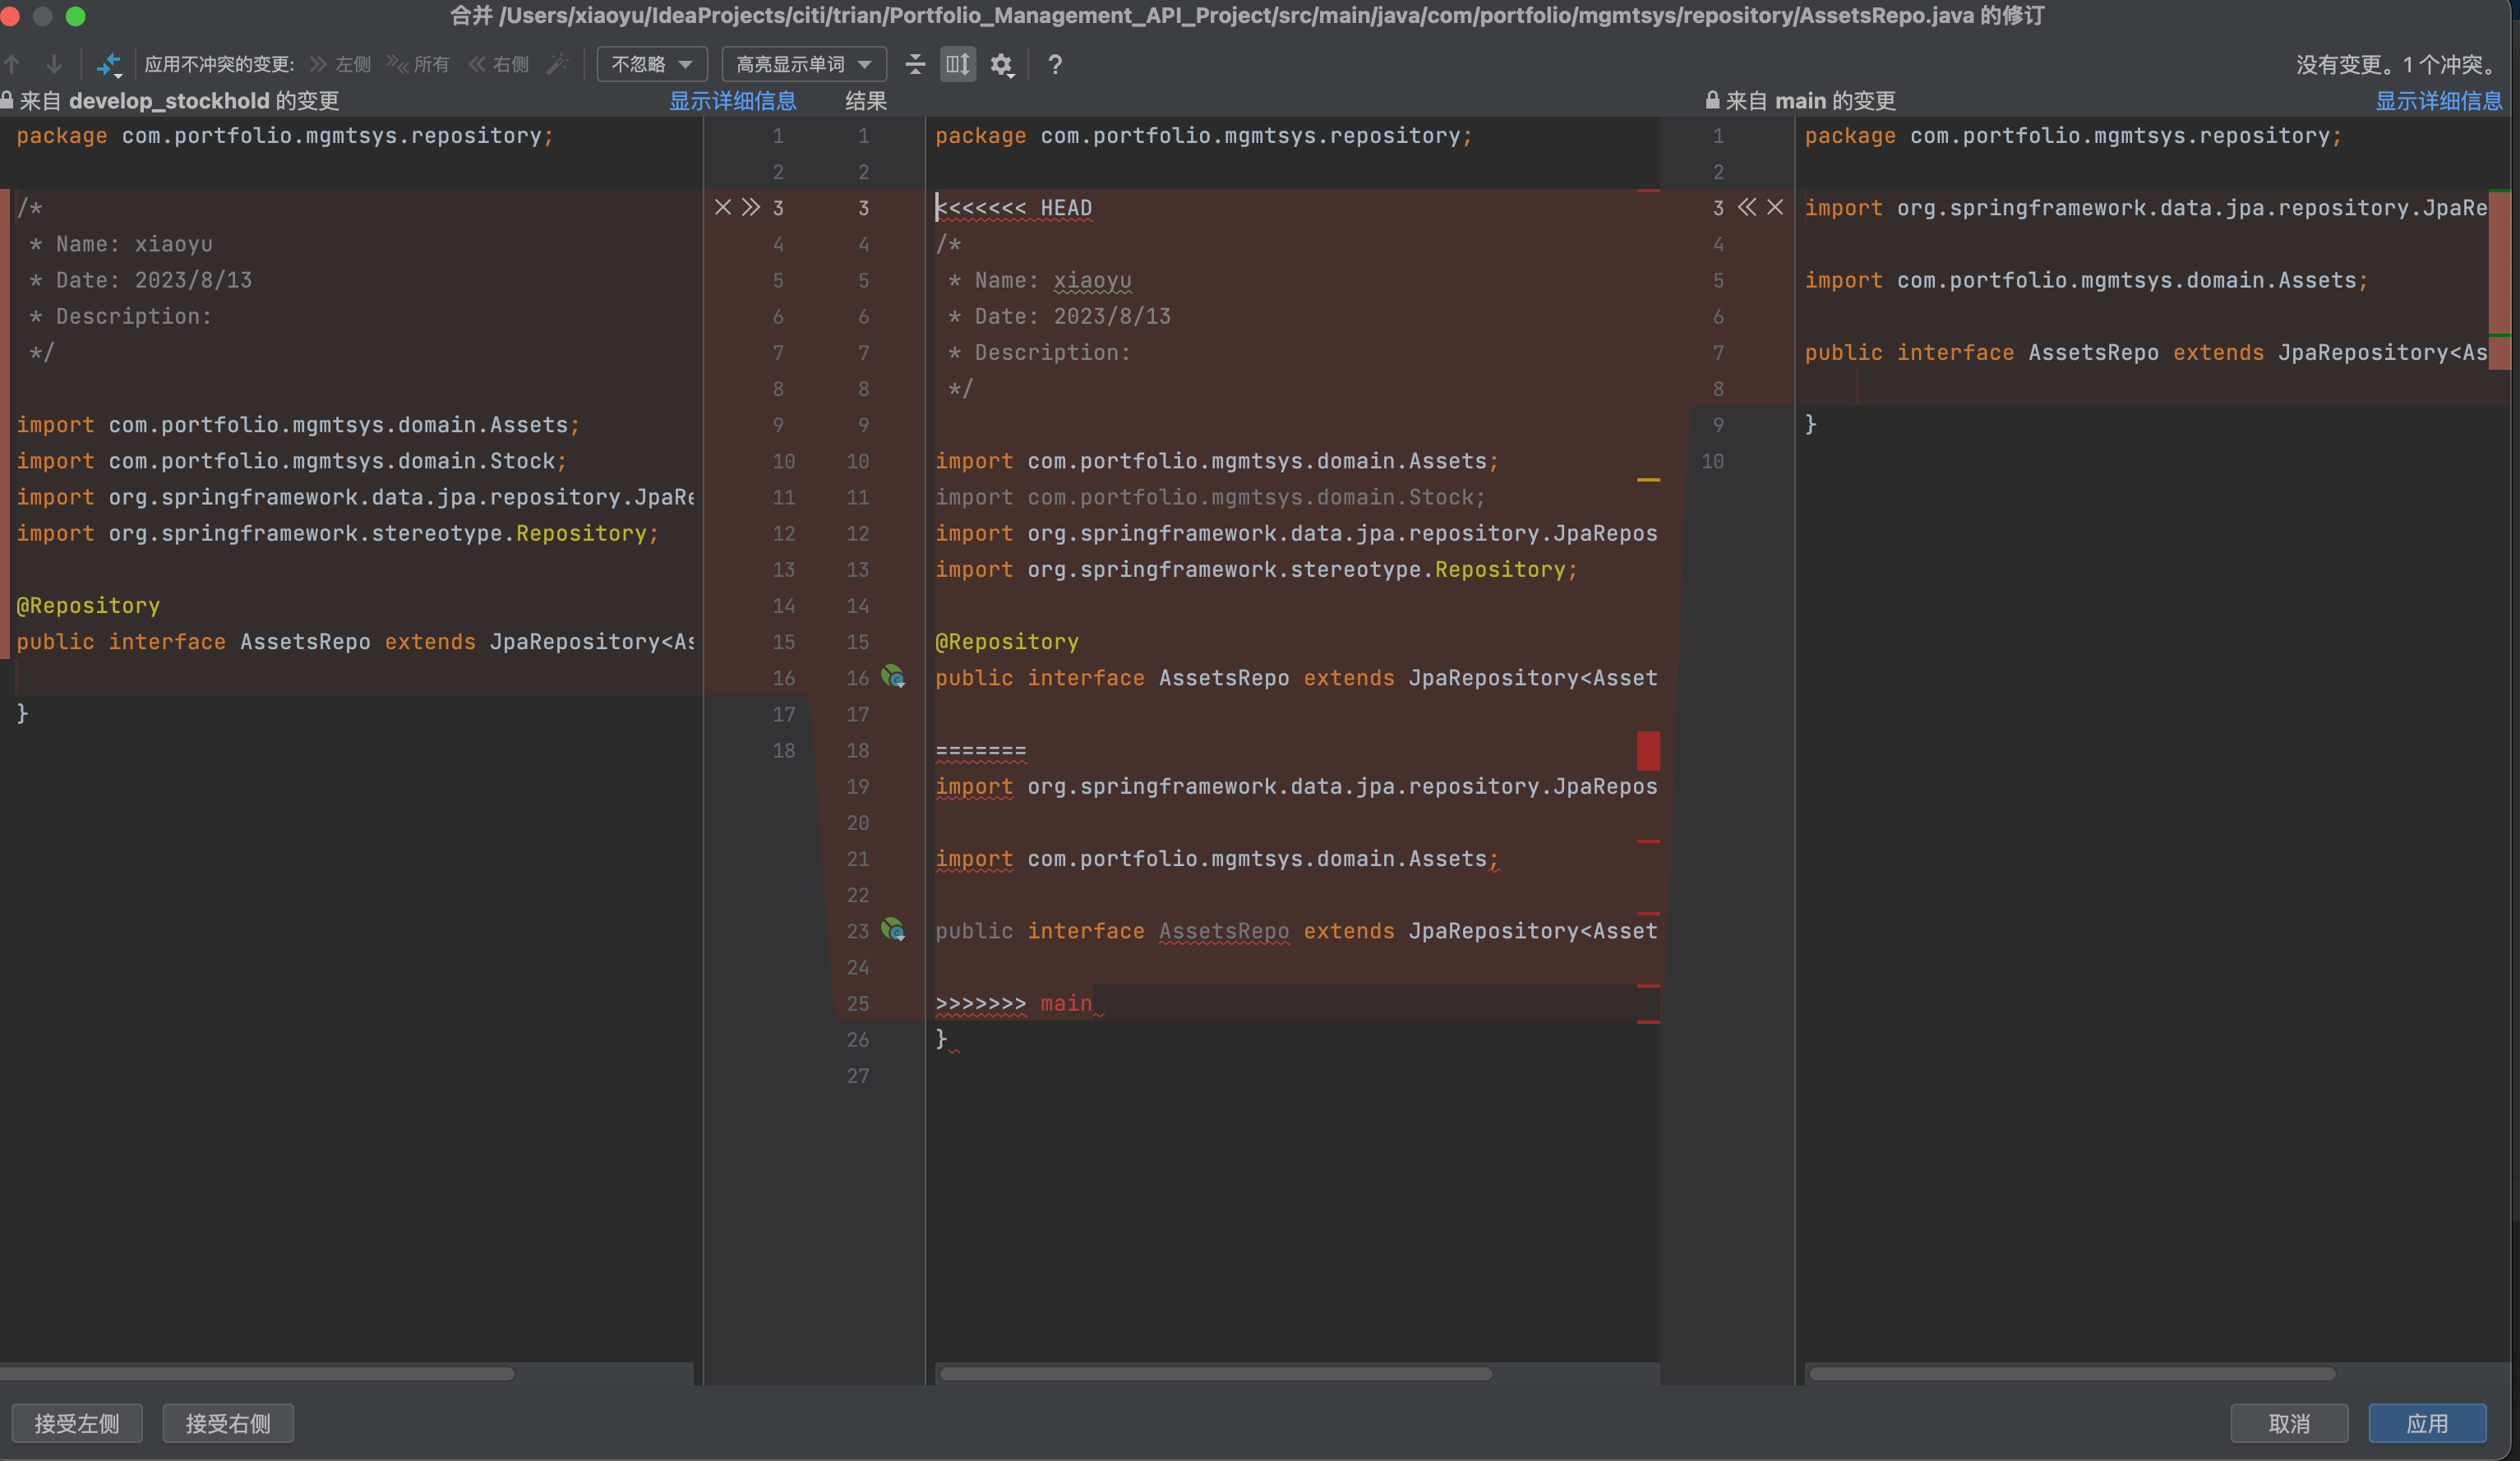 合并 /Users/xiaoyu/IdeaProjects/citi/trian/Portfolio_Management_API_Project/src/main/java/com/portfolio/mgmtsys/repository/AssetsRepo.java 的修订
应用不冲突的变更: 左侧 所有 右侧 不忽略 高亮显示单词 ? 没有变更。1 个冲突。
来自 develop_stockhold 的变更 显示详细信息 结果 来自 main 的变更 显示详细信息
package com.portfolio.mgmtsys.repository;
/*
* Name: xiaoyu
* Date: 2023/8/13
* Description:
*/
import com.portfolio.mgmtsys.domain.Assets;
import com.portfolio.mgmtsys.domain.Stock;
import org.springframework.data.jpa.repository.JpaRe
import org.springframework.stereotype.Repository;
@Repository
public interface AssetsRepo extends JpaRepository<As
}
1
2
3
4
5
6
7
8
9
10
11
12
13
14
15
16
17
18
1
2
3
4
5
6
7
8
9
10
11
12
13
14
15
16
17
18
19
20
21
22
23
24
25
26
27
package com.portfolio.mgmtsys.repository;
<<<<<<< HEAD
/*
* Name: xiaoyu
* Date: 2023/8/13
* Description:
*/
import com.portfolio.mgmtsys.domain.Assets;
import com.portfolio.mgmtsys.domain.Stock;
import org.springframework.data.jpa.repository.JpaRepos
import org.springframework.stereotype.Repository;
@Repository
public interface AssetsRepo extends JpaRepository<Asset
=======
import org.springframework.data.jpa.repository.JpaRepos
import com.portfolio.mgmtsys.domain.Assets;
public interface AssetsRepo extends JpaRepository<Asset
>>>>>>> main
}
1
2
3
4
5
6
7
8
9
10
package com.portfolio.mgmtsys.repository;
import org.springframework.data.jpa.repository.JpaRe
import com.portfolio.mgmtsys.domain.Assets;
public interface AssetsRepo extends JpaRepository<As
}
接受左侧 接受右侧 取消 应用